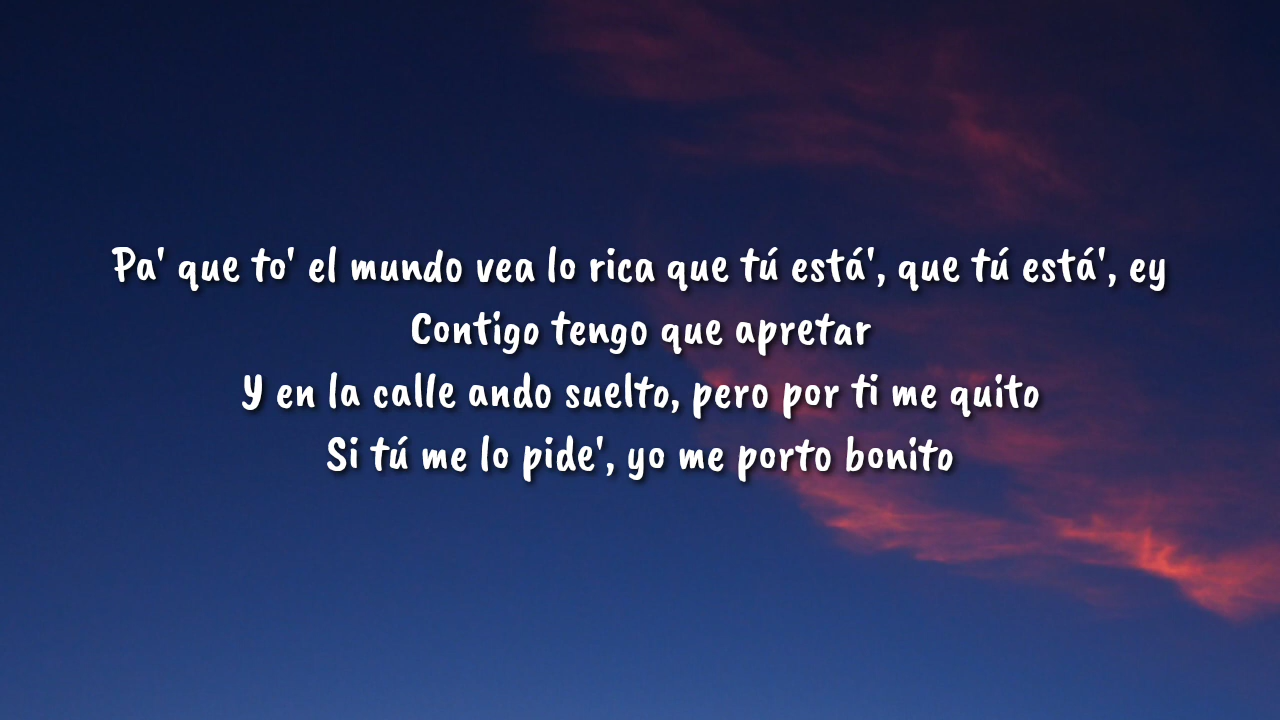 Pa' que to' el mundo vea lo rica que tú está', que tú está', ey
Contigo tengo que apretar
Y en la calle ando suelto, pero por ti me quito
Si tú me lo pide', yo me porto bonito